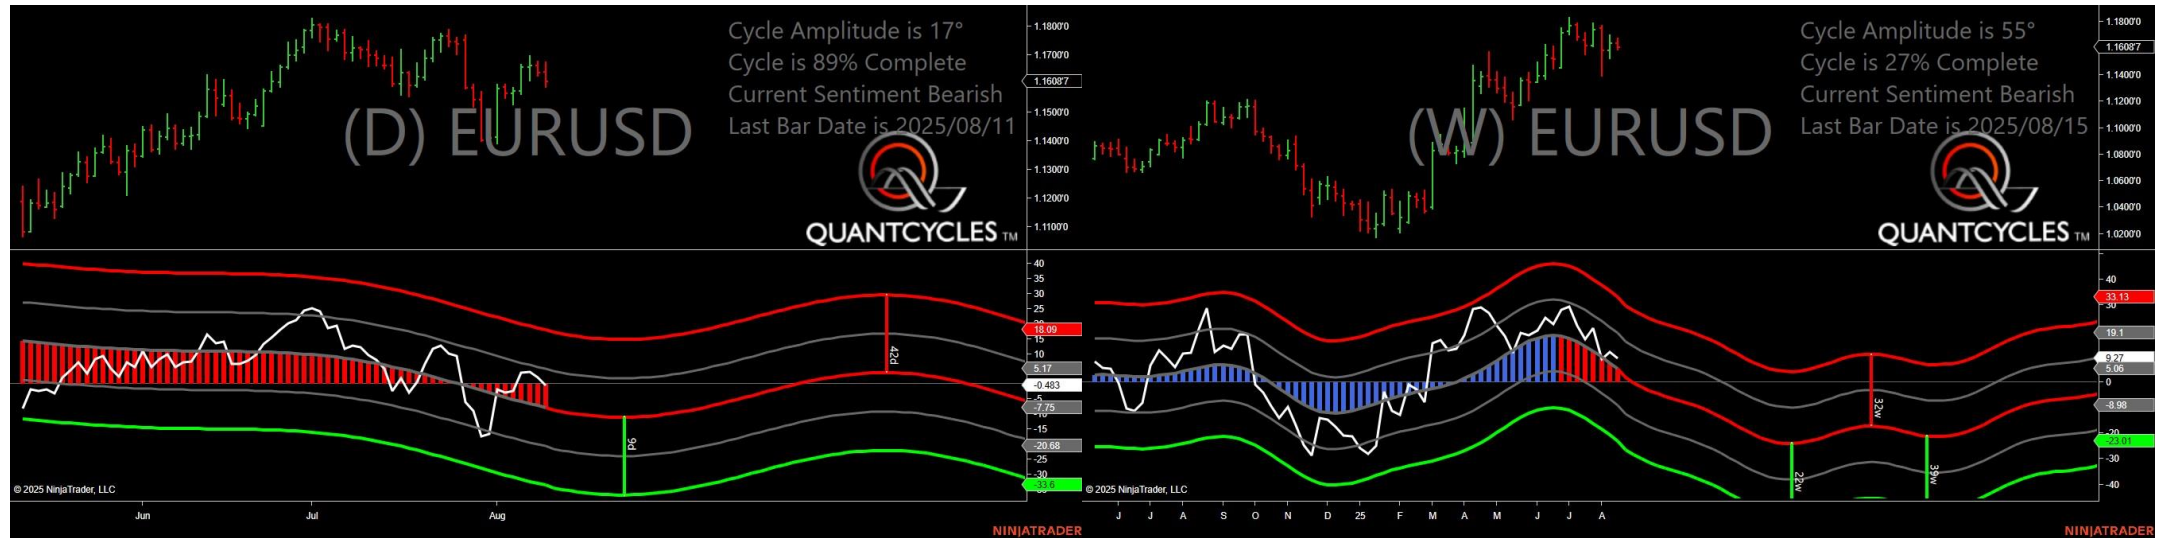 Cycle Amplitude is 17°
Cycle is 89% Complete
Current Sentiment Bearish
Last Bar Date is 2025/08/11
(D) EURUSD
QUANTCYCLES TM
1.1800'0
1.1700'0
1.1608'7
1.1500'0
1.1400'0
1.1300'0
1.1200'0
1.1100'0
40
35
30
25
18.09
15
10
5.17
-0.483
-5
-7.75
-10
-15
-20.68
-25
-30
-33.6
42d
9d
© 2025 NinjaTrader, LLC
Jun
Jul
Aug
NINJATRADER
Cycle Amplitude is 55°
Cycle is 27% Complete
Current Sentiment Bearish
Last Bar Date is 2025/08/15
(W) EURUSD
QUANTCYCLES TM
1.1800'0
1.1608'7
1.1400'0
1.1200'0
1.1000'0
1.0800'0
1.0600'0
1.0400'0
1.0200'0
40
33.13
30
19.1
9.27
5.06
0
-8.98
-20
-23.01
-30
-40
32w
22w
39w
© 2025 NinjaTrader, LLC
J J A S O N D 25 F M A M J J A
NINJATRADER